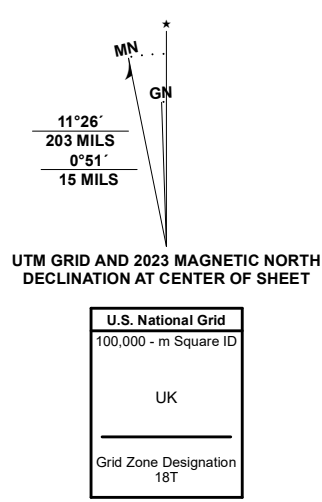 ★
MN
GN
11°26´
203 MILS
0°51´
15 MILS
UTM GRID AND 2023 MAGNETIC NORTH
DECLINATION AT CENTER OF SHEET
U.S. National Grid
100,000 - m Square ID
UK
Grid Zone Designation
18T